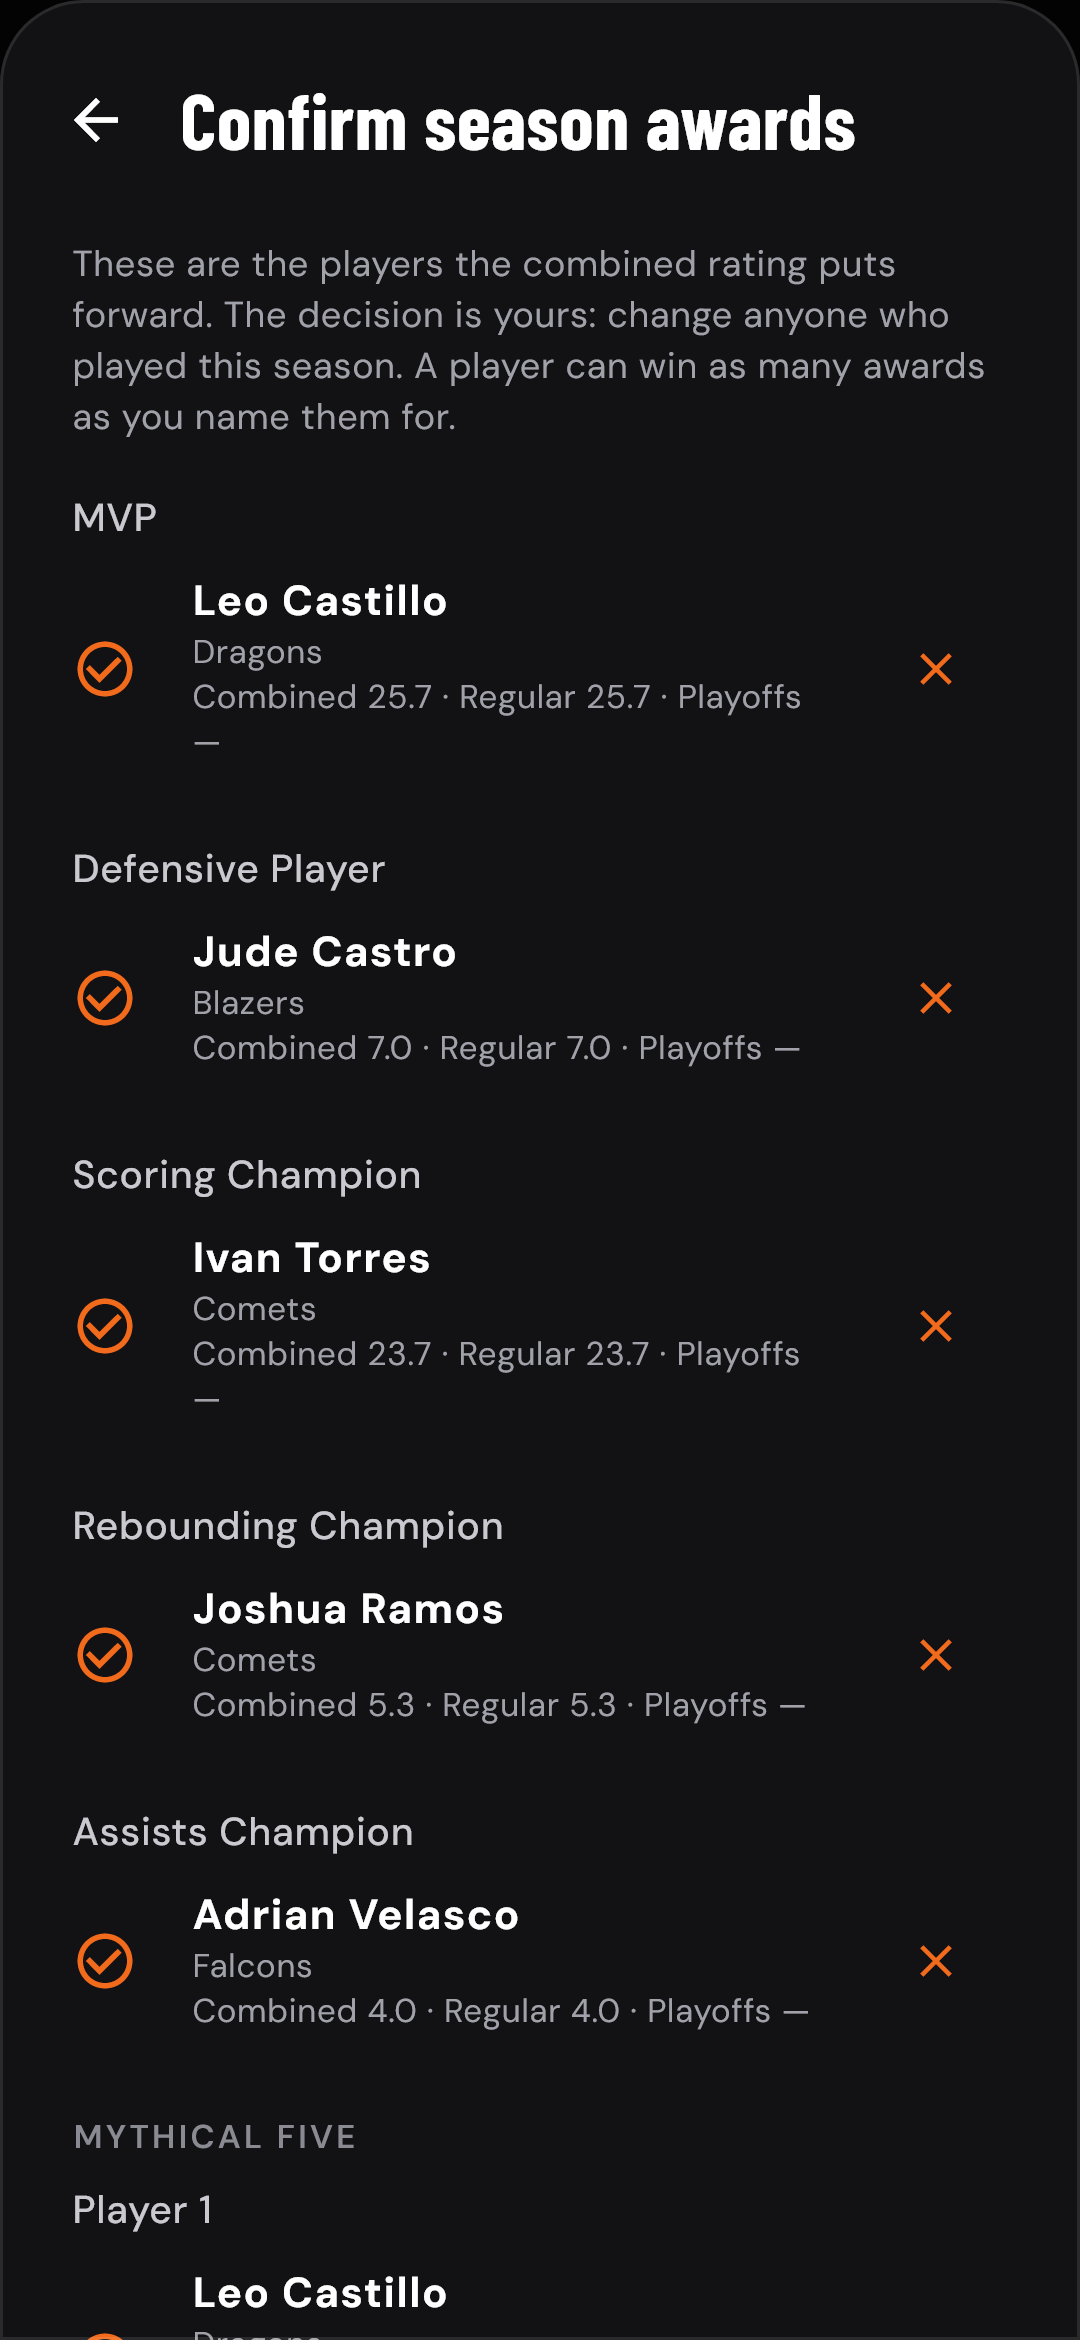 Confirm season awards
These are the players the combined rating puts
forward. The decision is yours: change anyone who
played this season. A player can win as many awards
as you name them for.
MVP
Leo Castillo
Dragons
Combined 25.7 · Regular 25.7 · Playoffs
—
Defensive Player
Jude Castro
Blazers
Combined 7.0 · Regular 7.0 · Playoffs —
Scoring Champion
Ivan Torres
Comets
Combined 23.7 · Regular 23.7 · Playoffs
—
Rebounding Champion
Joshua Ramos
Comets
Combined 5.3 · Regular 5.3 · Playoffs —
Assists Champion
Adrian Velasco
Falcons
Combined 4.0 · Regular 4.0 · Playoffs —
MYTHICAL FIVE
Player 1
Leo Castillo
Dragons